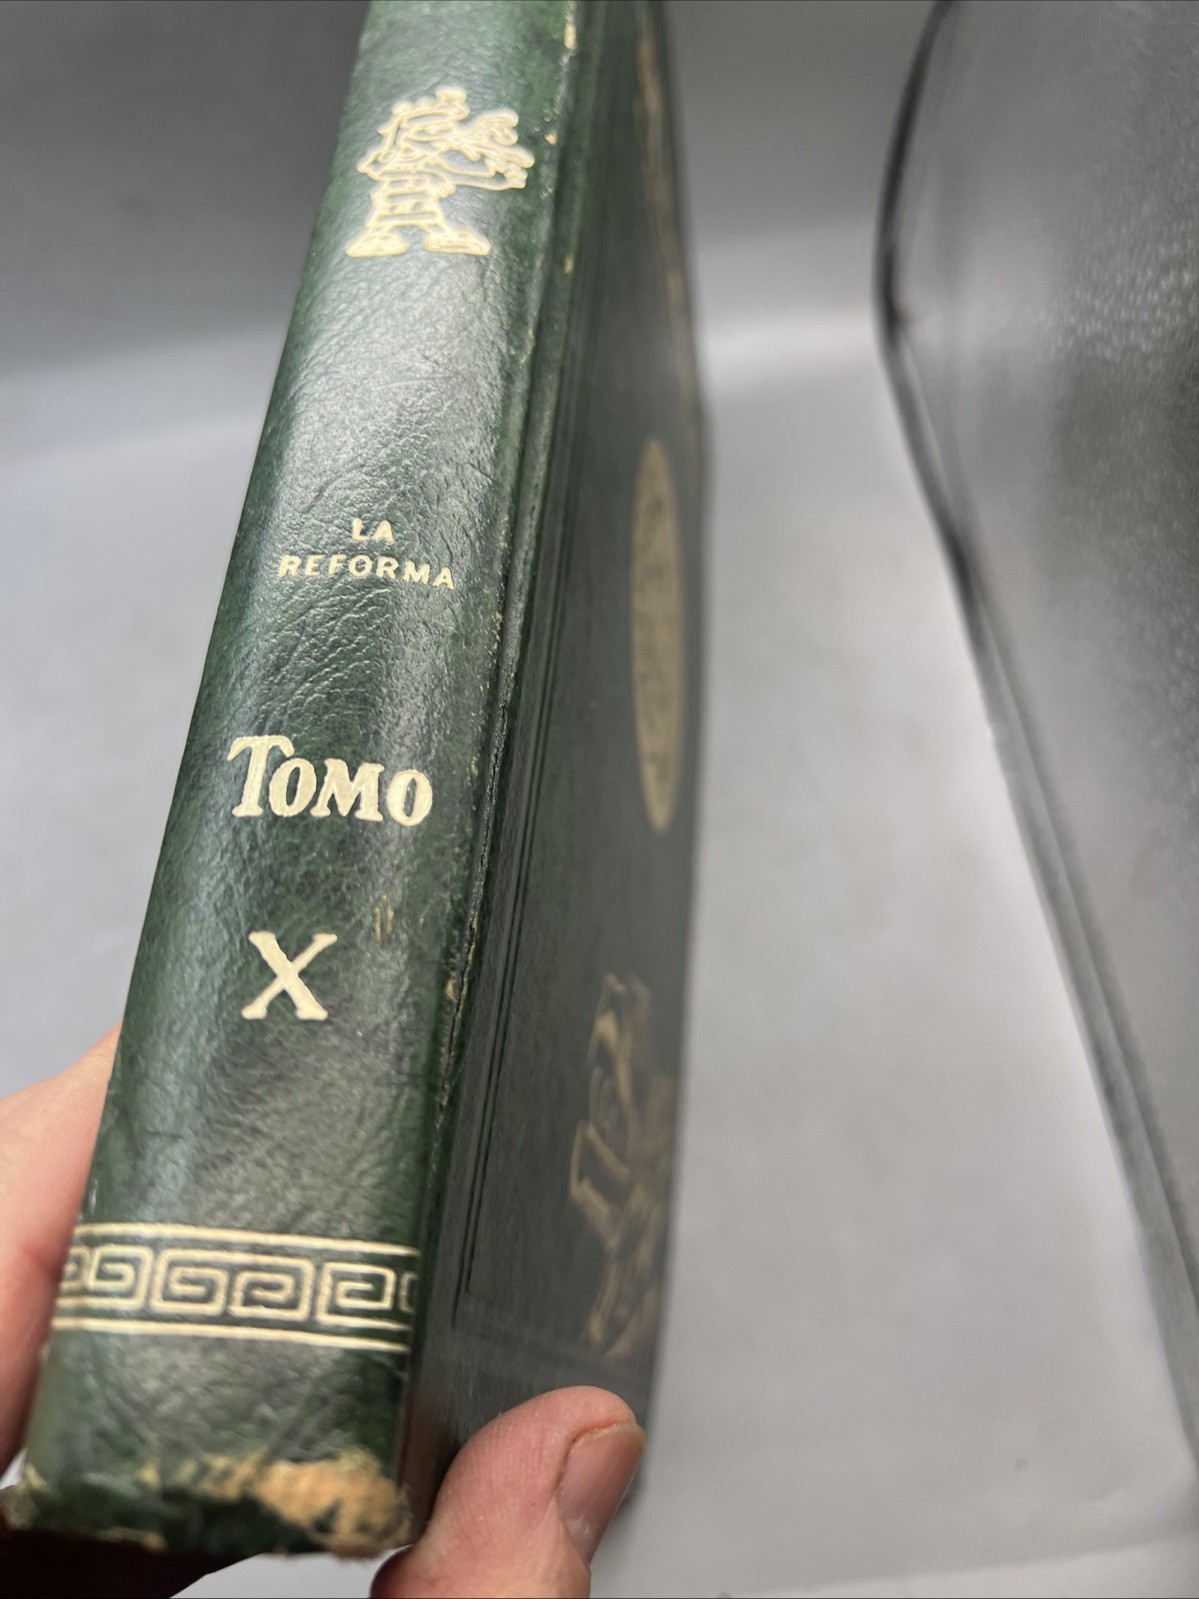 LA
REFORMA
TOMO
X